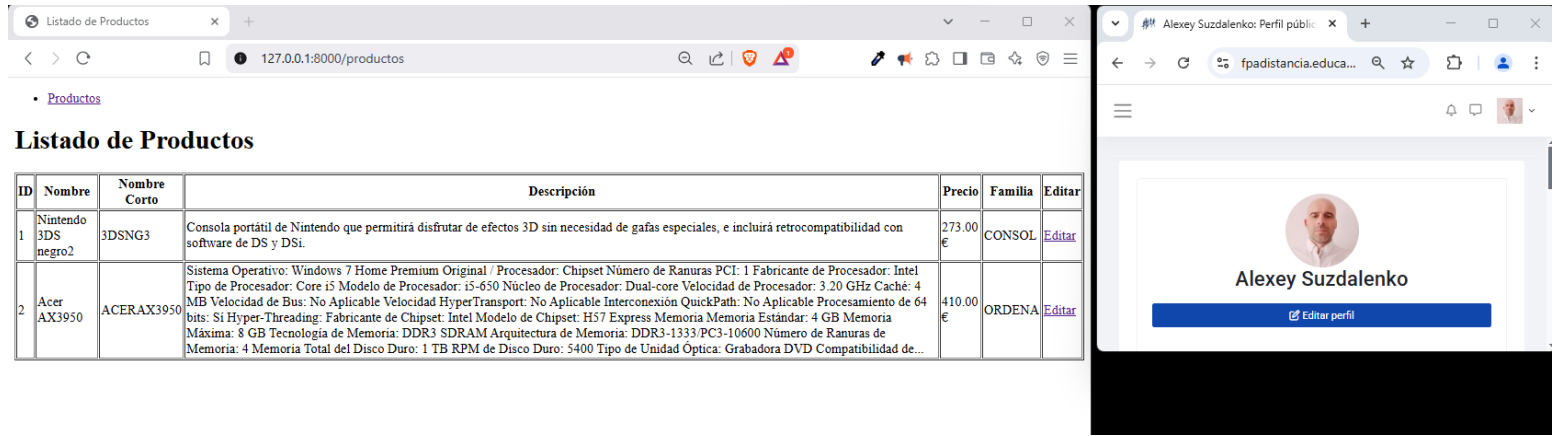 Listado de Productos
127.0.0.1:8000/productos
1
Productos
Listado de Productos
ID Nombre Nombre Corto Descripción Precio Familia Editar
1 Nintendo 3DS negro2 3DSNG3 Consola portátil de Nintendo que permitirá disfrutar de efectos 3D sin necesidad de gafas especiales, e incluirá retrocompatibilidad con
software de DS y DSi. 273.00 € CONSOL Editar
2 Acer AX3950 ACERAX3950 Sistema Operativo: Windows 7 Home Premium Original / Procesador: Chipset Número de Ranuras PCI: 1 Fabricante de Procesador: Intel
Tipo de Procesador: Core i5 Modelo de Procesador: i5-650 Núcleo de Procesador: Dual-core Velocidad de Procesador: 3.20 GHz Caché: 4
MB Velocidad de Bus: No Aplicable Velocidad HyperTransport: No Aplicable Interconexión QuickPath: No Aplicable Procesamiento de 64
bits: Si Hyper-Threading: Fabricante de Chipset: Intel Modelo de Chipset: H57 Express Memoria Memoria Estándar: 4 GB Memoria
Máxima: 8 GB Tecnología de Memoria: DDR3 SDRAM Arquitectura de Memoria: DDR3-1333/PC3-10600 Número de Ranuras de
Memoria: 4 Memoria Total del Disco Duro: 1 TB RPM de Disco Duro: 5400 Tipo de Unidad Óptica: Grabadora DVD Compatibilidad de... 410.00 € ORDENA Editar
Alexey Suzdalenko: Perfil públic
fpadistancia.educa...
Alexey Suzdalenko
Editar perfil